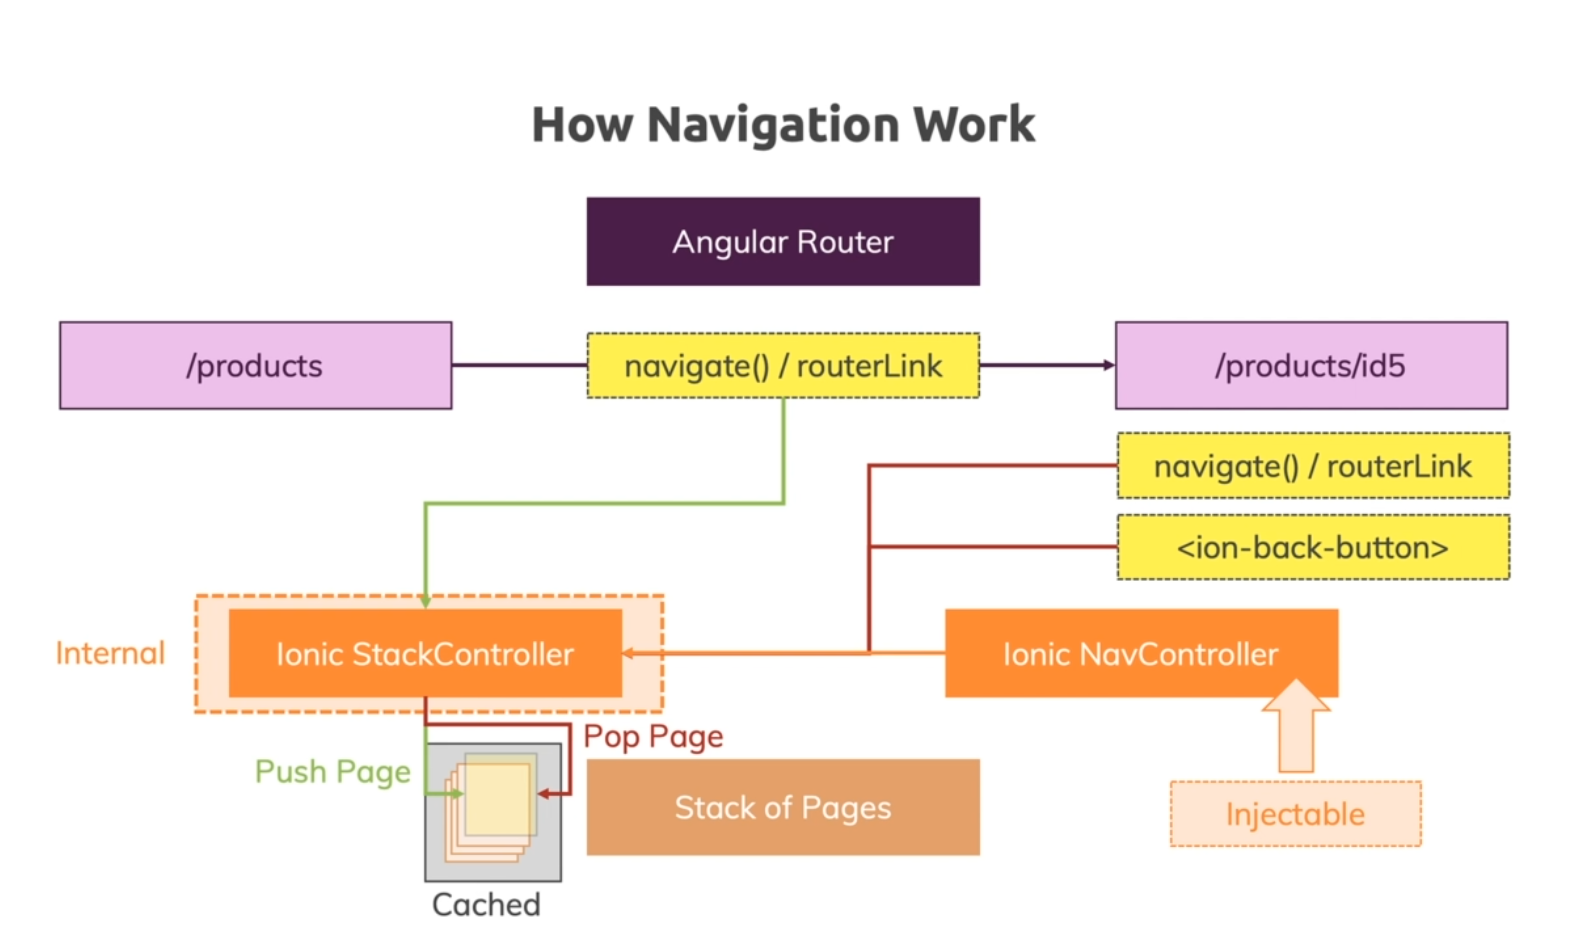 How Navigation Work
Angular Router
/products
navigate() / routerLink
/products/id5
navigate() / routerLink
<ion-back-button>
Internal
Ionic StackController
Ionic NavController
Pop Page
Push Page
Stack of Pages
Injectable
Cached